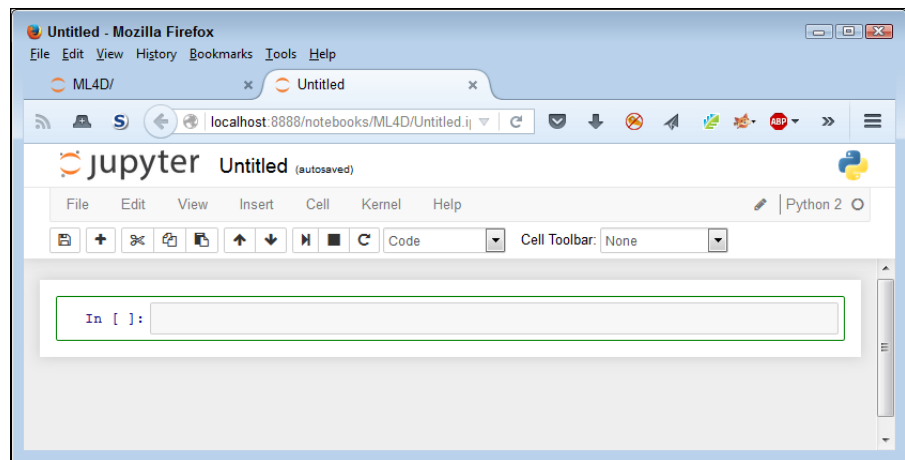 Untitled - Mozilla Firefox
File Edit View History Bookmarks Tools Help
ML4D/ × Untitled ×
S) localhost:8888/notebooks/ML4D/Untitled.i ABP »
jupyter Untitled (autosaved)
File Edit View Insert Cell Kernel Help Python 2
Code Cell Toolbar: None
In [ ]: